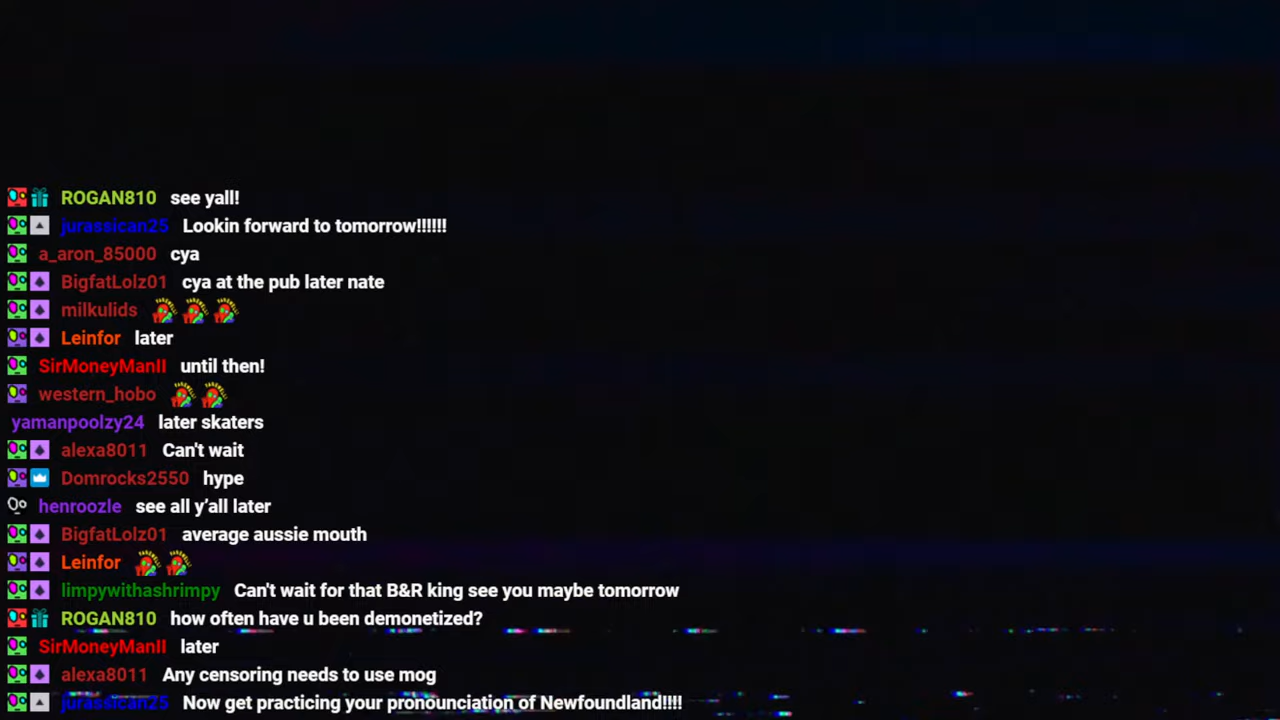 ROGAN810 see yall!
jurassican25 Lookin forward to tomorrow!!!!!!
a_aron_85000 cya
BigfatLolz01 cya at the pub later nate
milkulids
Leinfor later
SirMoneyManII until then!
western_hobo
yamanpoolzy24 later skaters
alexa8011 Can't wait
Domrocks2550 hype
henroozle see all y’all later
BigfatLolz01 average aussie mouth
Leinfor
limpywithashrimpy Can't wait for that B&R king see you maybe tomorrow
ROGAN810 how often have u been demonetized?
SirMoneyManII later
alexa8011 Any censoring needs to use mog
jurassican25 Now get practicing your pronounciation of Newfoundland!!!!